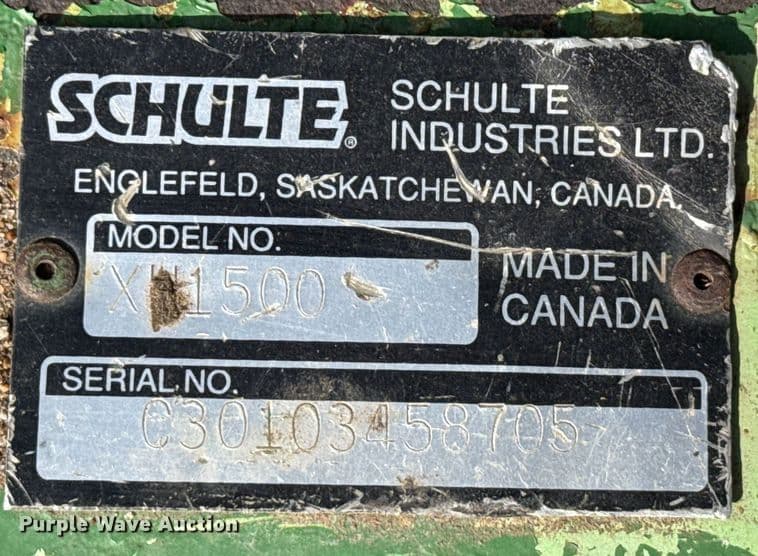 SCHULTE®
SCHULTE
INDUSTRIES LTD.
ENGLEFELD, SASKATCHEWAN, CANADA.
MODEL NO.
XH1500
MADE IN
CANADA
SERIAL NO.
C30103458705
Purple Wave Auction